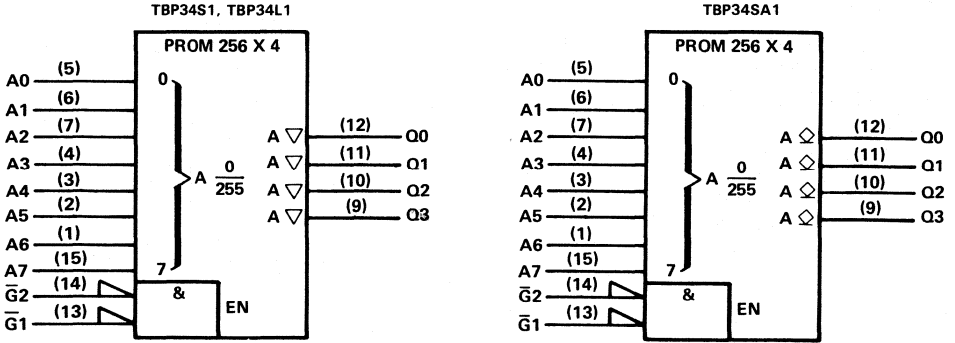 TBP34S1, TBP34L1
PROM 256 X 4
A0 (5) 0
A1 (6)
A2 (7) A ▽ (12) Q0
A3 (4) A 0/255 A ▽ (11) Q1
A4 (3) A ▽ (10) Q2
A5 (2) A ▽ (9) Q3
A6 (1)
A7 (15) 7
G̅2 (14) &
EN
G̅1 (13)
TBP34SA1
PROM 256 X 4
A0 (5) 0
A1 (6)
A2 (7) A ⎐ (12) Q0
A3 (4) A 0/255 A ⎐ (11) Q1
A4 (3) A ⎐ (10) Q2
A5 (2) A ⎐ (9) Q3
A6 (1)
A7 (15) 7
G̅2 (14) &
EN
G̅1 (13)